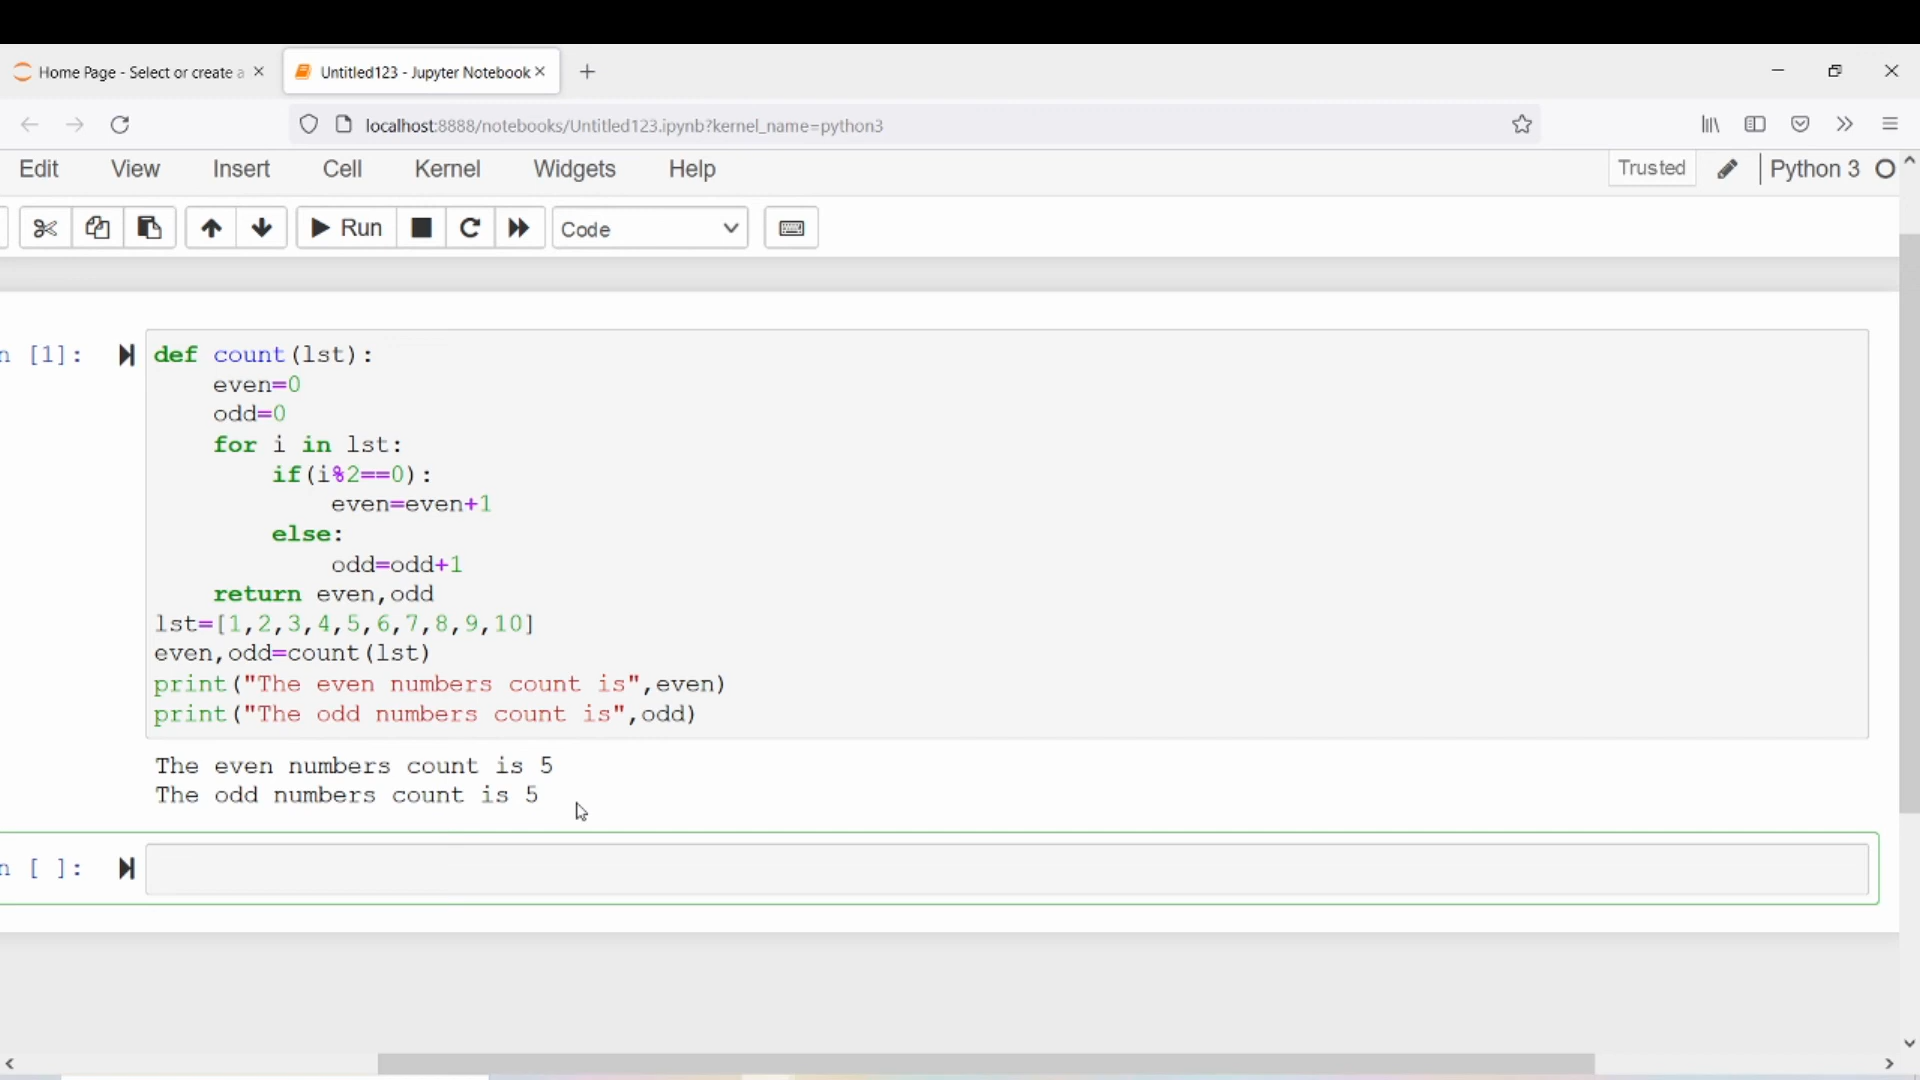 Home Page - Select or create a
Untitled123 - Jupyter Notebook
localhost:8888/notebooks/Untitled123.ipynb?kernel_name=python3
Edit View Insert Cell Kernel Widgets Help Trusted Python 3
Run Code
n [1]:
def count(lst):
    even=0
    odd=0
    for i in lst:
        if(i%2==0):
            even=even+1
        else:
            odd=odd+1
    return even,odd
lst=[1,2,3,4,5,6,7,8,9,10]
even,odd=count(lst)
print("The even numbers count is",even)
print("The odd numbers count is",odd)
The even numbers count is 5
The odd numbers count is 5
n [ ]: